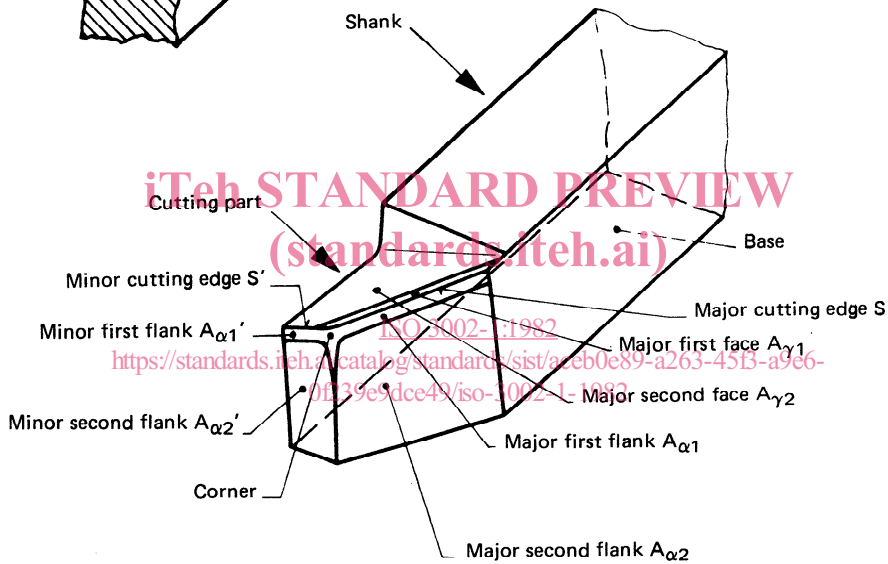 Shank
iTeh STANDARD PREVIEW
Cutting part
(standards.iteh.ai)
Base
Minor cutting edge S′
Major cutting edge S
Minor first flank Aα1′
ISO 3002-1:1982
Major first face Aγ1
https://standards.iteh.ai/catalog/standards/sist/aceb0e89-a263-45f3-a9e6-
0f239e9dce49/iso-3002-1-1982
Major second face Aγ2
Minor second flank Aα2′
Major first flank Aα1
Corner
Major second flank Aα2